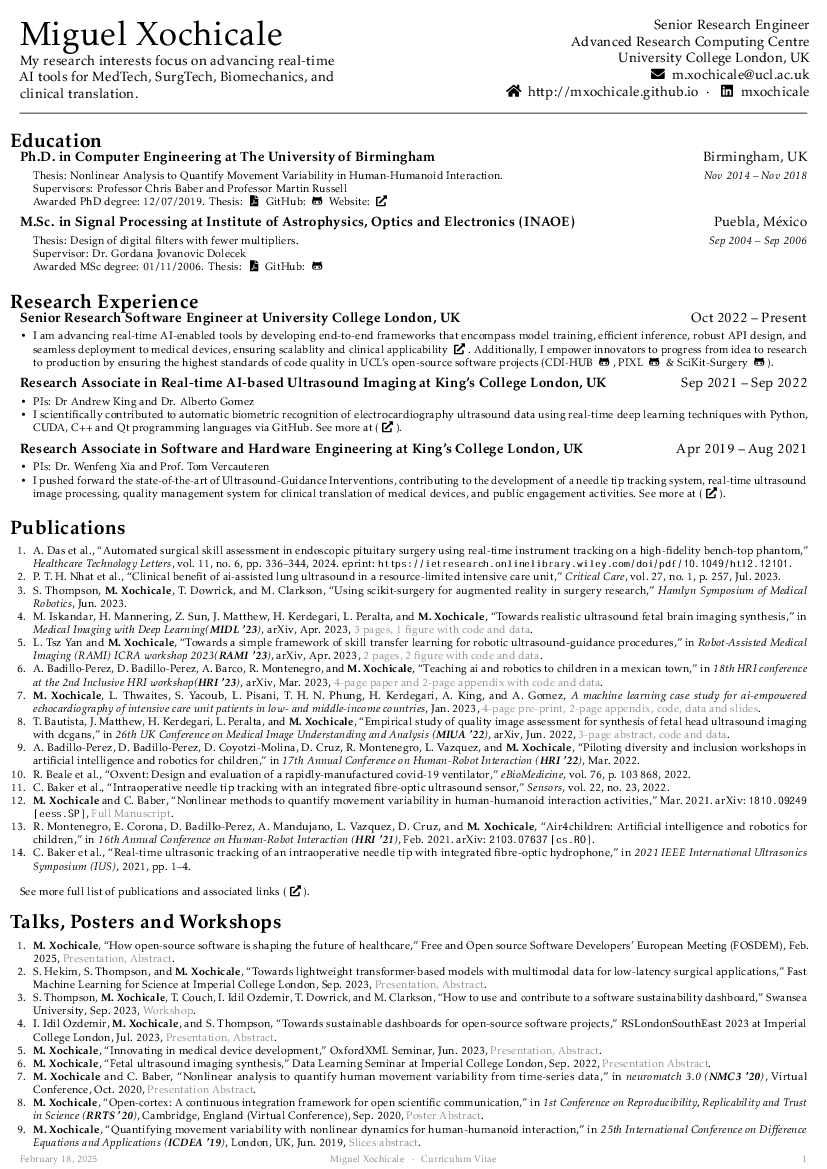 Miguel Xochicale
My research interests focus on advancing real-time
AI tools for MedTech, SurgTech, Biomechanics, and
clinical translation.
Senior Research Engineer
Advanced Research Computing Centre
University College London, UK
m.xochicale@ucl.ac.uk
http://mxochicale.github.io · mxochicale
Education
Ph.D. in Computer Engineering at The University of Birmingham Birmingham, UK
Thesis: Nonlinear Analysis to Quantify Movement Variability in Human-Humanoid Interaction. Nov 2014 – Nov 2018
Supervisors: Professor Chris Baber and Professor Martin Russell
Awarded PhD degree: 12/07/2019. Thesis: GitHub: Website:
M.Sc. in Signal Processing at Institute of Astrophysics, Optics and Electronics (INAOE) Puebla, México
Thesis: Design of digital filters with fewer multipliers. Sep 2004 – Sep 2006
Supervisor: Dr. Gordana Jovanovic Dolecek
Awarded MSc degree: 01/11/2006. Thesis: GitHub:
Research Experience
Senior Research Software Engineer at University College London, UK Oct 2022 – Present
• I am advancing real-time AI-enabled tools by developing end-to-end frameworks that encompass model training, efficient inference, robust API design, and
seamless deployment to medical devices, ensuring scalablity and clinical applicability . Additionally, I empower innovators to progress from idea to research
to production by ensuring the highest standards of code quality in UCL's open-source software projects (CDI-HUB , PIXL & SciKit-Surgery ).
Research Associate in Real-time AI-based Ultrasound Imaging at King's College London, UK Sep 2021 – Sep 2022
• PIs: Dr Andrew King and Dr. Alberto Gomez
• I scientifically contributed to automatic biometric recognition of electrocardiography ultrasound data using real-time deep learning techniques with Python,
CUDA, C++ and Qt programming languages via GitHub. See more at ( ).
Research Associate in Software and Hardware Engineering at King's College London, UK Apr 2019 – Aug 2021
• PIs: Dr. Wenfeng Xia and Prof. Tom Vercauteren
• I pushed forward the state-of-the-art of Ultrasound-Guidance Interventions, contributing to the development of a needle tip tracking system, real-time ultrasound
image processing, quality management system for clinical translation of medical devices, and public engagement activities. See more at ( ).
Publications
1. A. Das et al., “Automated surgical skill assessment in endoscopic pituitary surgery using real-time instrument tracking on a high-fidelity bench-top phantom,”
Healthcare Technology Letters, vol. 11, no. 6, pp. 336–344, 2024. eprint: https://ietresearch.onlinelibrary.wiley.com/doi/pdf/10.1049/htl2.12101.
2. P. T. H. Nhat et al., “Clinical benefit of ai-assisted lung ultrasound in a resource-limited intensive care unit,” Critical Care, vol. 27, no. 1, p. 257, Jul. 2023.
3. S. Thompson, M. Xochicale, T. Dowrick, and M. Clarkson, “Using scikit-surgery for augmented reality in surgery research,” Hamlyn Symposium of Medical
Robotics, Jun. 2023.
4. M. Iskandar, H. Mannering, Z. Sun, J. Matthew, H. Kerdegari, L. Peralta, and M. Xochicale, “Towards realistic ultrasound fetal brain imaging synthesis,” in
Medical Imaging with Deep Learning(MIDL '23), arXiv, Apr. 2023, 3 pages, 1 figure with code and data.
5. L. Tsz Yan and M. Xochicale, “Towards a simple framework of skill transfer learning for robotic ultrasound-guidance procedures,” in Robot-Assisted Medical
Imaging (RAMI) ICRA workshop 2023(RAMI '23), arXiv, Apr. 2023, 2 pages, 2 figure with code and data.
6. A. Badillo-Perez, D. Badillo-Perez, A. Barco, R. Montenegro, and M. Xochicale, “Teaching ai and robotics to children in a mexican town,” in 18th HRI conference
at the 2nd Inclusive HRI workshop(HRI '23), arXiv, Mar. 2023, 4-page paper and 2-page appendix with code and data.
7. M. Xochicale, L. Thwaites, S. Yacoub, L. Pisani, T. H. N. Phung, H. Kerdegari, A. King, and A. Gomez, A machine learning case study for ai-empowered
echocardiography of intensive care unit patients in low- and middle-income countries, Jan. 2023, 4-page pre-print, 2-page appendix, code, data and slides.
8. T. Bautista, J. Matthew, H. Kerdegari, L. Peralta, and M. Xochicale, “Empirical study of quality image assessment for synthesis of fetal head ultrasound imaging
with dcgans,” in 26th UK Conference on Medical Image Understanding and Analysis (MIUA '22), arXiv, Jun. 2022, 3-page abstract, code and data.
9. A. Badillo-Perez, D. Badillo-Perez, D. Coyotzi-Molina, D. Cruz, R. Montenegro, L. Vazquez, and M. Xochicale, “Piloting diversity and inclusion workshops in
artificial intelligence and robotics for children,” in 17th Annual Conference on Human-Robot Interaction (HRI '22), Mar. 2022.
10. R. Beale et al., “Oxvent: Design and evaluation of a rapidly-manufactured covid-19 ventilator,” eBioMedicine, vol. 76, p. 103 868, 2022.
11. C. Baker et al., “Intraoperative needle tip tracking with an integrated fibre-optic ultrasound sensor,” Sensors, vol. 22, no. 23, 2022.
12. M. Xochicale and C. Baber, “Nonlinear methods to quantify movement variability in human-humanoid interaction activities,” Mar. 2021. arXiv: 1810.09249
[eess.SP], Full Manuscript.
13. R. Montenegro, E. Corona, D. Badillo-Perez, A. Mandujano, L. Vazquez, D. Cruz, and M. Xochicale, “Air4children: Artificial intelligence and robotics for
children,” in 16th Annual Conference on Human-Robot Interaction (HRI '21), Feb. 2021. arXiv: 2103.07637 [cs.RO].
14. C. Baker et al., “Real-time ultrasonic tracking of an intraoperative needle tip with integrated fibre-optic hydrophone,” in 2021 IEEE International Ultrasonics
Symposium (IUS), 2021, pp. 1–4.
See more full list of publications and associated links ( ).
Talks, Posters and Workshops
1. M. Xochicale, “How open-source software is shaping the future of healthcare,” Free and Open source Software Developers' European Meeting (FOSDEM), Feb.
2025, Presentation, Abstract.
2. S. Hekim, S. Thompson, and M. Xochicale, “Towards lightweight transformer-based models with multimodal data for low-latency surgical applications,” Fast
Machine Learning for Science at Imperial College London, Sep. 2023, Presentation, Abstract.
3. S. Thompson, M. Xochicale, T. Couch, I. Idil Ozdemir, T. Dowrick, and M. Clarkson, “How to use and contribute to a software sustainability dashboard,” Swansea
University, Sep. 2023, Workshop.
4. I. Idil Ozdemir, M. Xochicale, and S. Thompson, “Towards sustainable dashboards for open-source software projects,” RSLondonSouthEast 2023 at Imperial
College London, Jul. 2023, Presentation, Abstract.
5. M. Xochicale, “Innovating in medical device development,” OxfordXML Seminar, Jun. 2023, Presentation, Abstract.
6. M. Xochicale, “Fetal ultrasound imaging synthesis,” Data Learning Seminar at Imperial College London, Sep. 2022, Presentation Abstract.
7. M. Xochicale and C. Baber, “Nonlinear analysis to quantify human movement variability from time-series data,” in neuromatch 3.0 (NMC3 '20), Virtual
Conference, Oct. 2020, Presentation Abstract.
8. M. Xochicale, “Open-cortex: A continuous integration framework for open scientific communication,” in 1st Conference on Reproducibility, Replicability and Trust
in Science (RRTS '20), Cambridge, England (Virtual Conference), Sep. 2020, Poster Abstract.
9. M. Xochicale, “Quantifying movement variability with nonlinear dynamics for human-humanoid interaction,” in 25th International Conference on Difference
Equations and Applications (ICDEA '19), London, UK, Jun. 2019, Slices abstract.
February 18, 2025 Miguel Xochicale · Curriculum Vitae 1